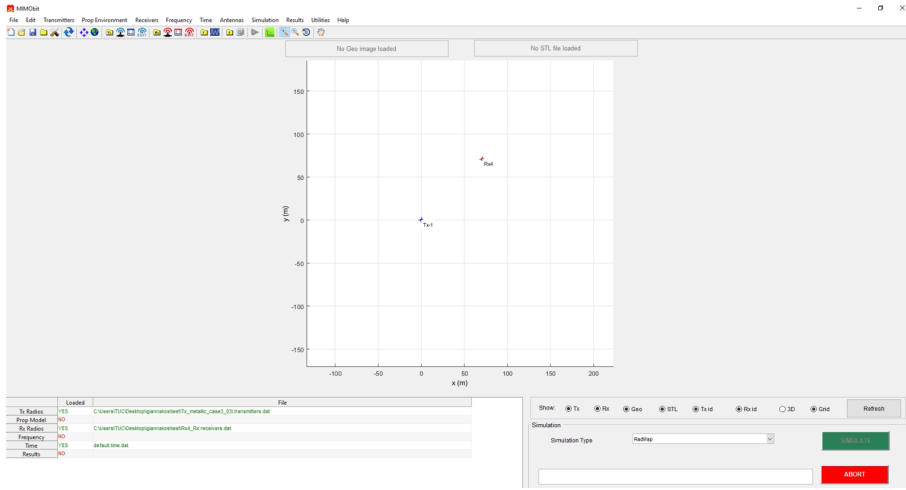 MIMObit
File Edit Transmitters Prop Environment Receivers Frequency Time Antennas Simulation Results Utilities Help
No Geo image loaded
No STL file loaded
150
100
50
0
-50
-100
-150
y (m)
Rx4
Tx-1
-100 -50 0 50 100 150 200
x (m)
Loaded File
Tx Radios YES C:\Users\TUC\Desktop\giannakos\test\Tx_metallic_case3_03\transmitters.dat
Prop Model NO
Rx Radios YES C:\Users\TUC\Desktop\giannakos\test\Rx4_Rx.receivers.dat
Frequency NO
Time YES default.time.dat
Results NO
Show: Tx Rx Geo STL Tx id Rx id 3D Grid Refresh
Simulation
Simulation Type RadMap SIMULATE
ABORT